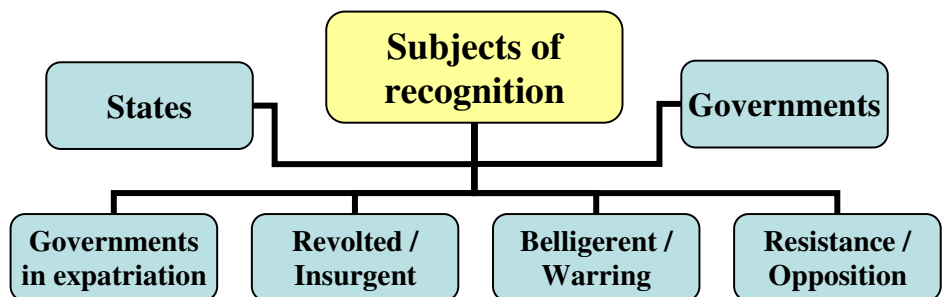 Subjects of
recognition
States
Governments
Governments
in expatriation
Revolted /
Insurgent
Belligerent /
Warring
Resistance /
Opposition